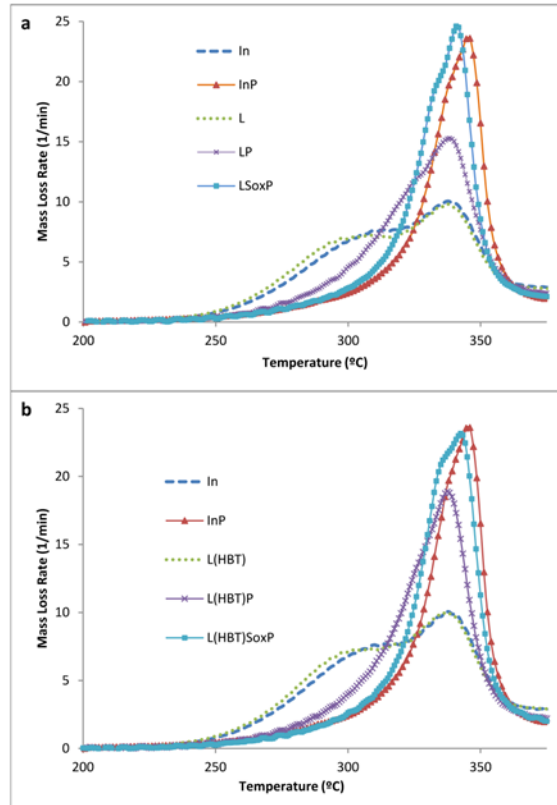 a
25
20
15
10
5
0
Mass Loss Rate (1/min)
In
InP
L
LP
LSoxP
200
250
300
350
Temperature (ºC)
b
25
20
15
10
5
0
Mass Loss Rate (1/min)
In
InP
L(HBT)
L(HBT)P
L(HBT)SoxP
200
250
300
350
Temperature (ºC)